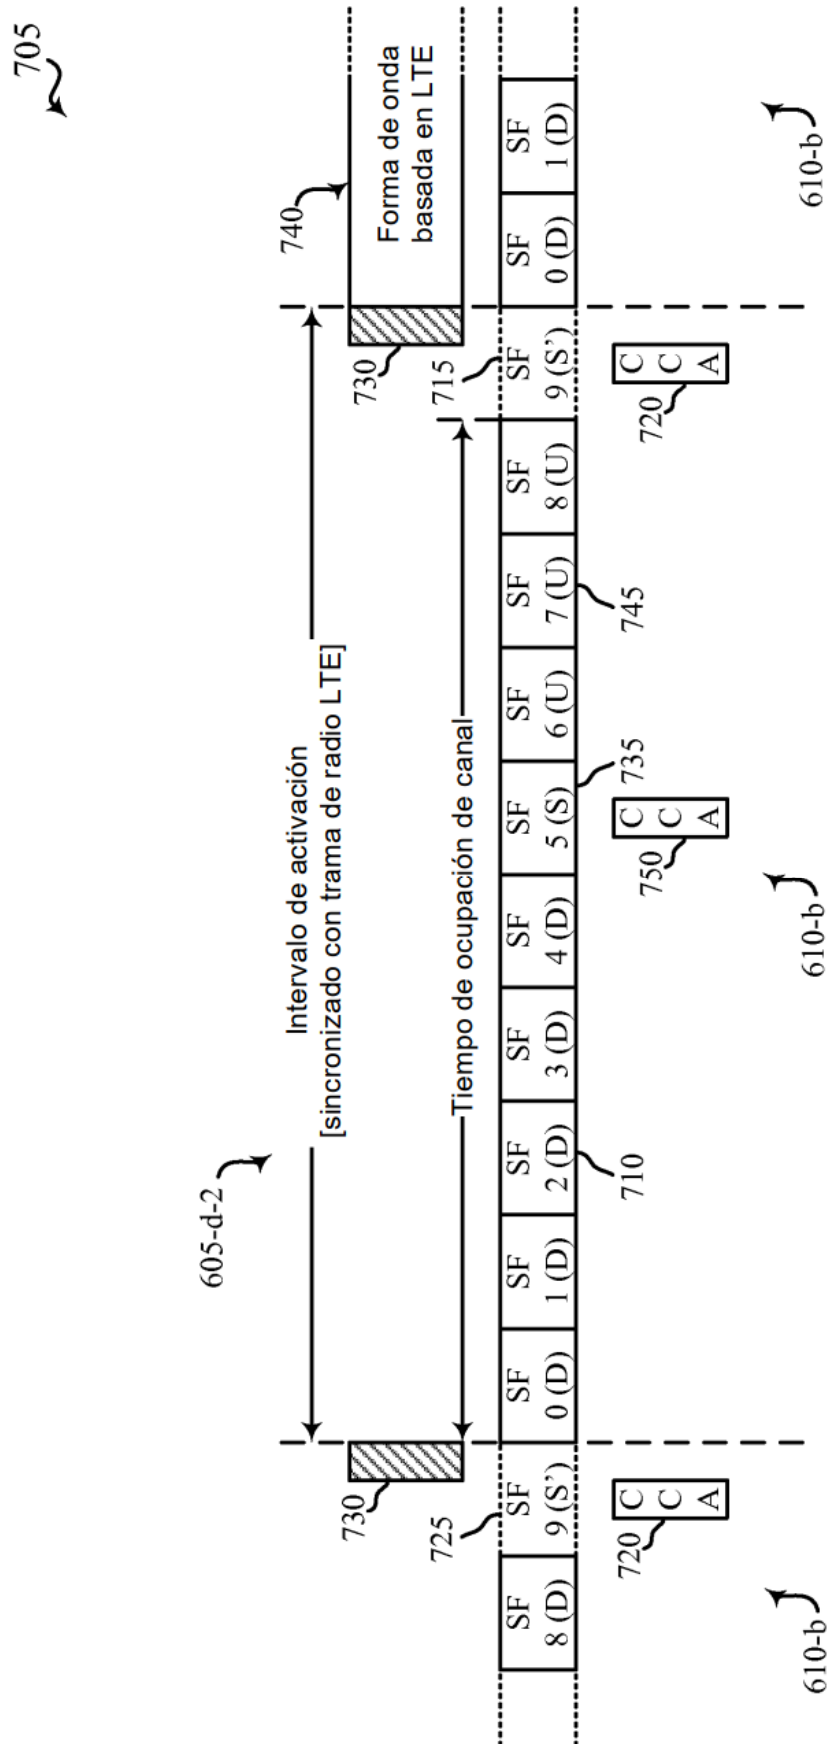 705
605-d-2
Intervalo de activación
[sincronizado con trama de radio LTE]
740
Forma de onda
basada en LTE
730
730
Tiempo de ocupación de canal
725
715
SF
8 (D)
SF
9 (S’)
SF
0 (D)
SF
1 (D)
SF
2 (D)
SF
3 (D)
SF
4 (D)
SF
5 (S)
SF
6 (U)
SF
7 (U)
SF
8 (U)
SF
9 (S’)
SF
0 (D)
SF
1 (D)
710
735
745
720
C
C
A
750
C
C
A
720
C
C
A
610-b
610-b
610-b